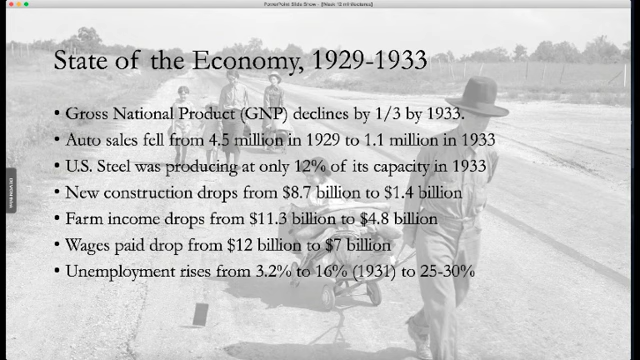 State of the Economy, 1929-1933
• Gross National Product (GNP) declines by 1/3 by 1933.
• Auto sales fell from 4.5 million in 1929 to 1.1 million in 1933
• U.S. Steel was producing at only 12% of its capacity in 1933
• New construction drops from $8.7 billion to $1.4 billion
• Farm income drops from $11.3 billion to $4.8 billion
• Wages paid drop from $12 billion to $7 billion
• Unemployment rises from 3.2% to 16% (1931) to 25-30%